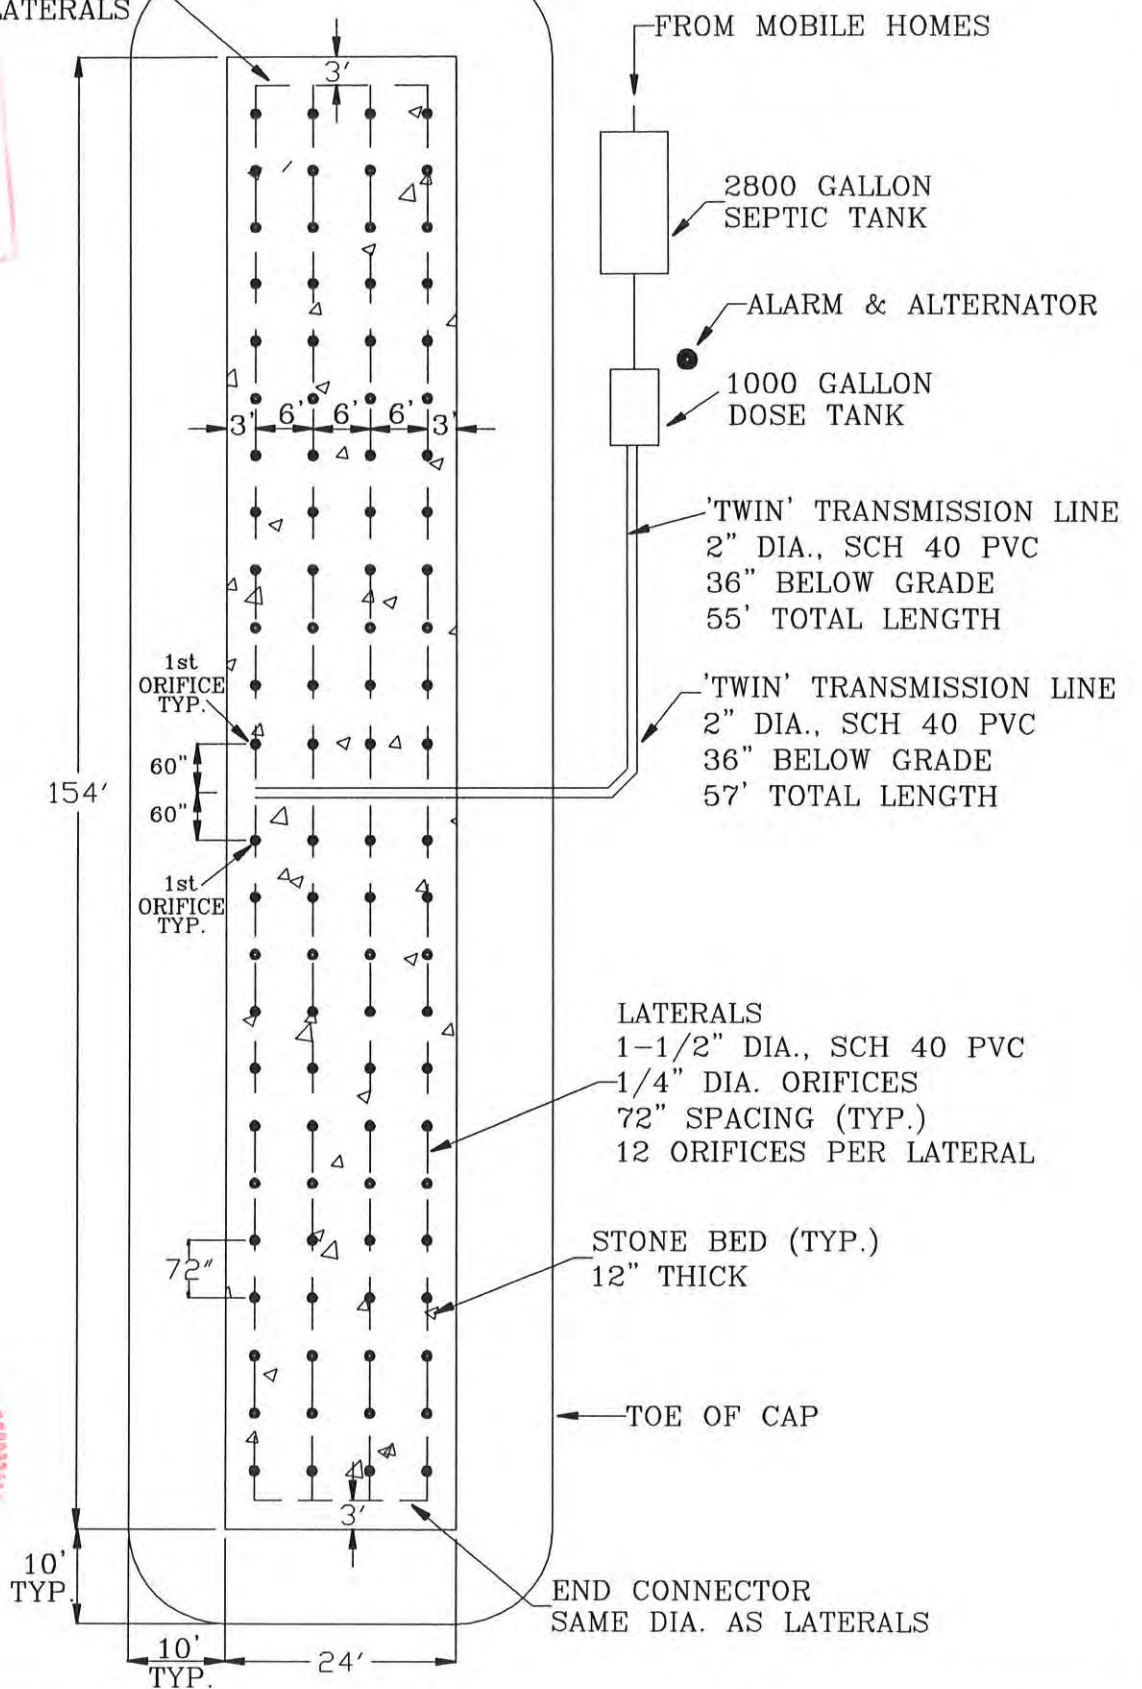 LATERALS
FROM MOBILE HOMES
3'
2800 GALLON
SEPTIC TANK
ALARM & ALTERNATOR
1000 GALLON
DOSE TANK
3' 6' 6' 6' 3'
'TWIN' TRANSMISSION LINE
2" DIA., SCH 40 PVC
36" BELOW GRADE
55' TOTAL LENGTH
1st
ORIFICE
TYP.
'TWIN' TRANSMISSION LINE
2" DIA., SCH 40 PVC
36" BELOW GRADE
57' TOTAL LENGTH
60"
154'
60"
1st
ORIFICE
TYP.
LATERALS
1-1/2" DIA., SCH 40 PVC
1/4" DIA. ORIFICES
72" SPACING (TYP.)
12 ORIFICES PER LATERAL
STONE BED (TYP.)
12" THICK
72"
TOE OF CAP
3'
10'
TYP.
END CONNECTOR
SAME DIA. AS LATERALS
10'
TYP.
24'